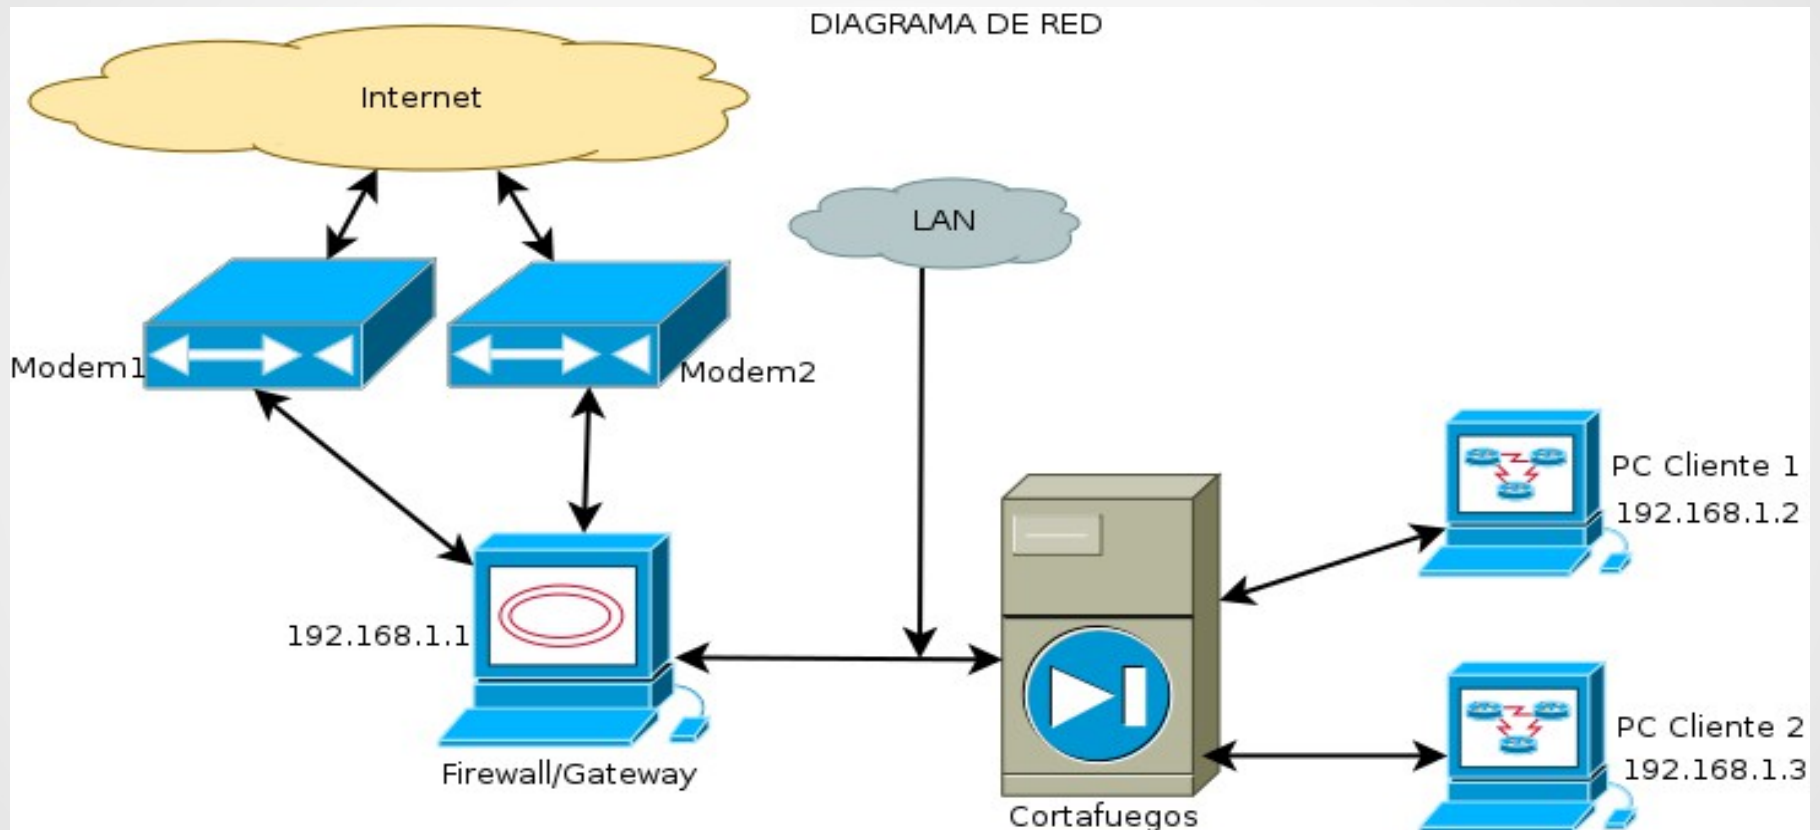 DIAGRAMA DE RED
Internet
LAN
Modem1
Modem2
PC Cliente 1
192.168.1.2
192.168.1.1
Firewall/Gateway
PC Cliente 2
192.168.1.3
Cortafuegos